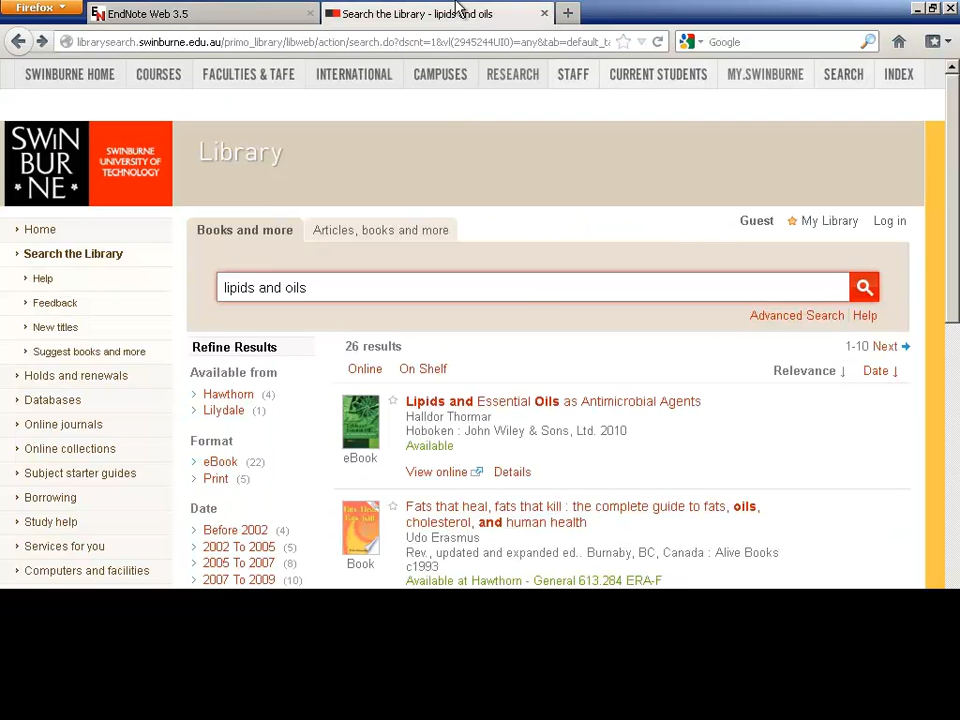 Firefox
EndNote Web 3.5
Search the Library - lipids and oils
librarysearch.swinburne.edu.au/primo_library/libweb/action/search.do?dscnt=1&vl(2945244UI0)=any&tab=default_t
Google
SWINBURNE HOME COURSES FACULTIES & TAFE INTERNATIONAL CAMPUSES RESEARCH STAFF CURRENT STUDENTS MY.SWINBURNE SEARCH INDEX
SWIN
BUR
NE
SWINBURNE
UNIVERSITY OF
TECHNOLOGY
Library
Home
Search the Library
Help
Feedback
New titles
Suggest books and more
Holds and renewals
Databases
Online journals
Online collections
Subject starter guides
Borrowing
Study help
Services for you
Computers and facilities
Books and more
Articles, books and more
Guest My Library Log in
lipids and oils
Advanced Search Help
Refine Results
Available from
Hawthorn (4)
Lilydale (1)
Format
eBook (22)
Print (5)
Date
Before 2002 (4)
2002 To 2005 (5)
2005 To 2007 (8)
2007 To 2009 (10)
26 results
1-10 Next
Online On Shelf
Relevance ↓ Date ↓
Lipids and Essential Oils as Antimicrobial Agents
Halldor Thormar
Hoboken : John Wiley & Sons, Ltd. 2010
Available
eBook
View online Details
Fats that heal, fats that kill : the complete guide to fats, oils,
cholesterol, and human health
Udo Erasmus
Rev., updated and expanded ed.. Burnaby, BC, Canada : Alive Books
c1993
Book
Available at Hawthorn - General 613.284 ERA-F